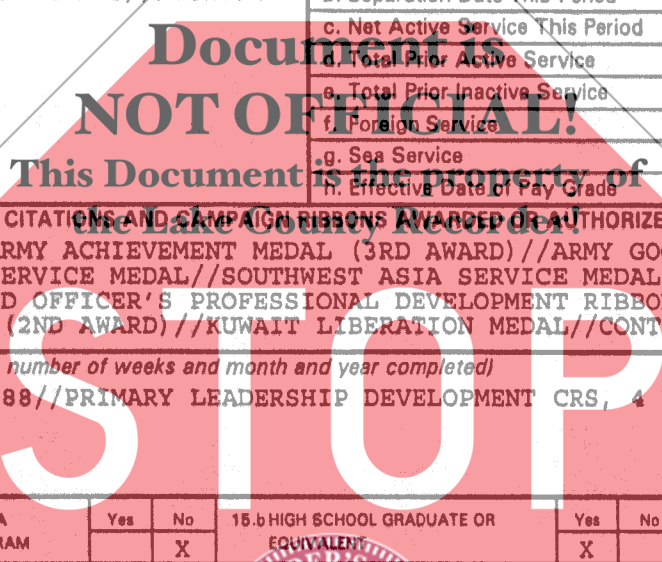 c. Net Active Service This Period
Document is
d. Total Prior Active Service
e. Total Prior Inactive Service
NOT OFFICIAL!
f. Foreign Service
g. Sea Service
This Document is the property of
h. Effective Date of Pay Grade
the Lake County Recorder!
CITATIONS AND CAMPAIGN RIBBONS AWARDED OR AUTHORIZE
RMY ACHIEVEMENT MEDAL (3RD AWARD)//ARMY GOO
ERVICE MEDAL//SOUTHWEST ASIA SERVICE MEDAL
D OFFICER'S PROFESSIONAL DEVELOPMENT RIBBO
(2ND AWARD)//KUWAIT LIBERATION MEDAL//CONT
number of weeks and month and year completed)
88//PRIMARY LEADERSHIP DEVELOPMENT CRS, 4
STOP
Yes No 15.b HIGH SCHOOL GRADUATE OR Yes No
RAM X EQUIVALENT X